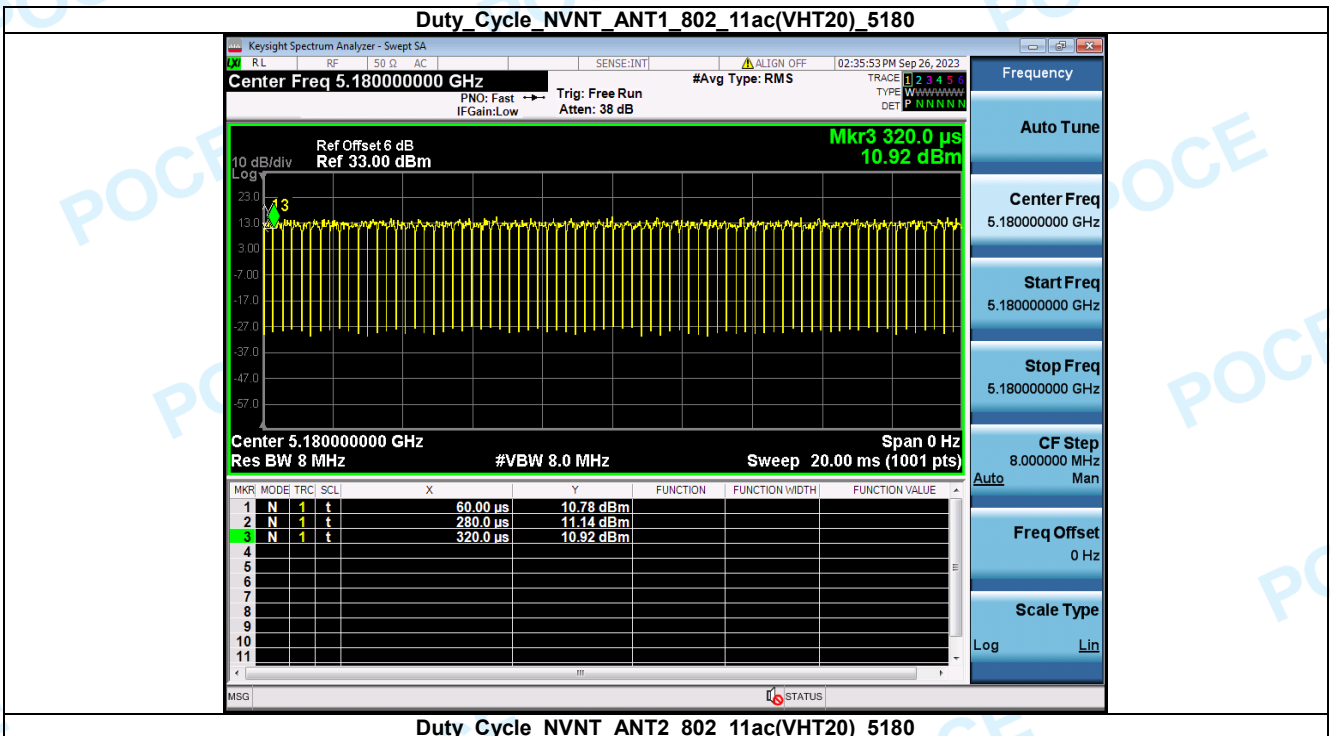 Duty_Cycle_NVNT_ANT1_802_11ac(VHT20)_5180
Keysight Spectrum Analyzer - Swept SA
LXI RL RF 50 Ω AC SENSE:INT ALIGN OFF 02:35:53 PM Sep 26, 2023
Center Freq 5.180000000 GHz #Avg Type: RMS TRACE 1 2 3 4 5 6
PNO: Fast Trig: Free Run TYPE WWWWWW
IFGain:Low Atten: 38 dB DET P N N N N N
Frequency
Auto Tune
Center Freq
5.180000000 GHz
Start Freq
5.180000000 GHz
Stop Freq
5.180000000 GHz
CF Step
8.000000 MHz
Auto Man
Freq Offset
0 Hz
Scale Type
Log Lin
Mkr3 320.0 µs
10.92 dBm
Ref Offset 6 dB
10 dB/div Ref 33.00 dBm
Log
23.0
13.0
3.00
-7.00
-17.0
-27.0
-37.0
-47.0
-57.0
13
Center 5.180000000 GHz Span 0 Hz
Res BW 8 MHz #VBW 8.0 MHz Sweep 20.00 ms (1001 pts)
MKR MODE TRC SCL X Y FUNCTION FUNCTION WIDTH FUNCTION VALUE
1 N 1 t 60.00 µs 10.78 dBm
2 N 1 t 280.0 µs 11.14 dBm
3 N 1 t 320.0 µs 10.92 dBm
4
5
6
7
8
9
10
11
MSG STATUS
Duty_Cycle_NVNT_ANT2_802_11ac(VHT20)_5180
POCE
POCE
POCE